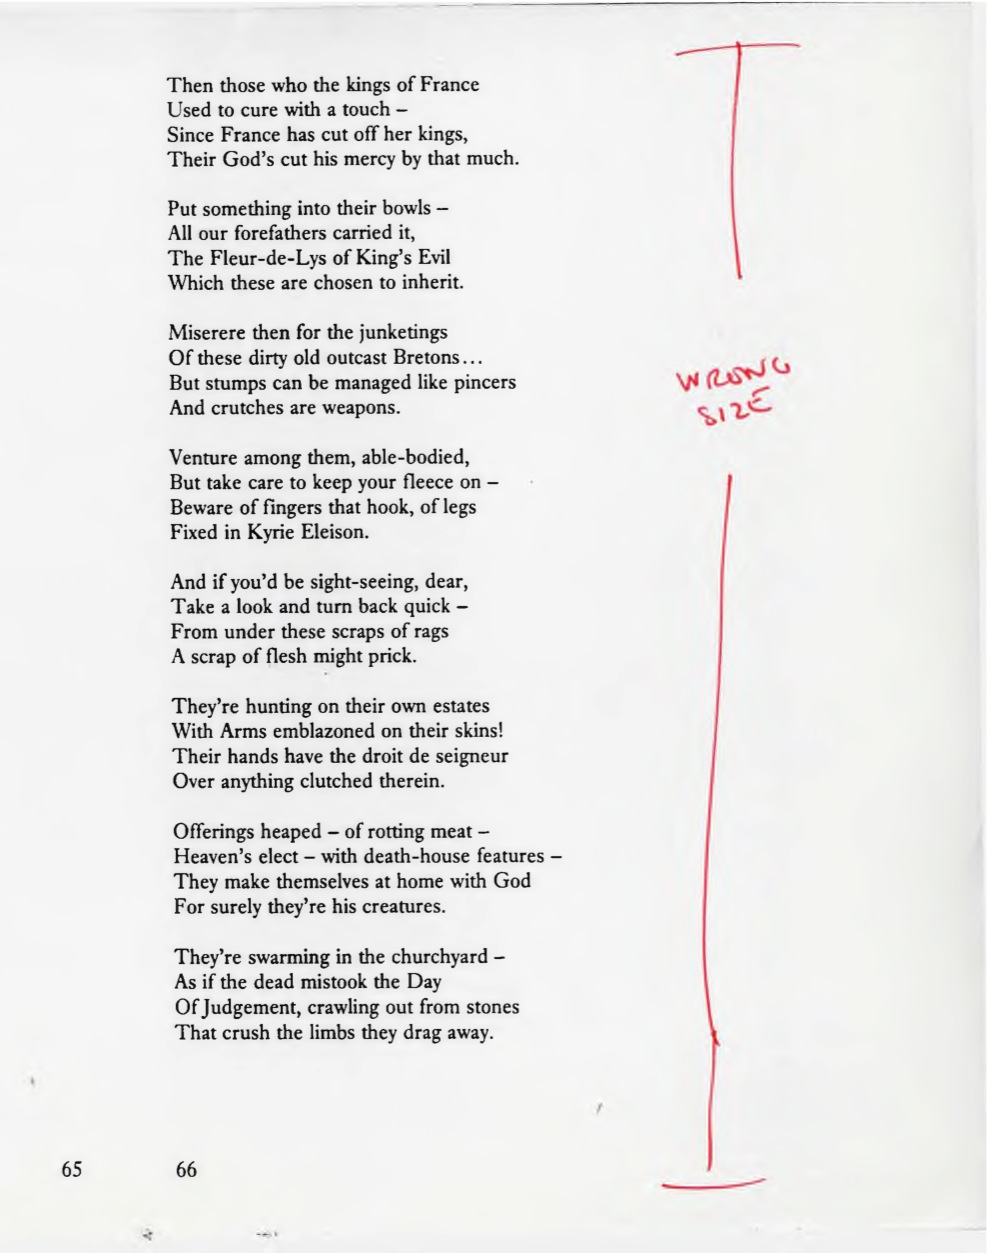 Then those who the kings of France
Used to cure with a touch –
Since France has cut off her kings,
Their God's cut his mercy by that much.

Put something into their bowls –
All our forefathers carried it,
The Fleur-de-Lys of King's Evil
Which these are chosen to inherit.

Miserere then for the junketings
Of these dirty old outcast Bretons...
But stumps can be managed like pincers
And crutches are weapons.

Venture among them, able-bodied,
But take care to keep your fleece on –
Beware of fingers that hook, of legs
Fixed in Kyrie Eleison.

And if you'd be sight-seeing, dear,
Take a look and turn back quick –
From under these scraps of rags
A scrap of flesh might prick.

They're hunting on their own estates
With Arms emblazoned on their skins!
Their hands have the droit de seigneur
Over anything clutched therein.

Offerings heaped – of rotting meat –
Heaven's elect – with death-house features –
They make themselves at home with God
For surely they're his creatures.

They're swarming in the churchyard –
As if the dead mistook the Day
Of Judgement, crawling out from stones
That crush the limbs they drag away.

WRONG
SIZE

65 66